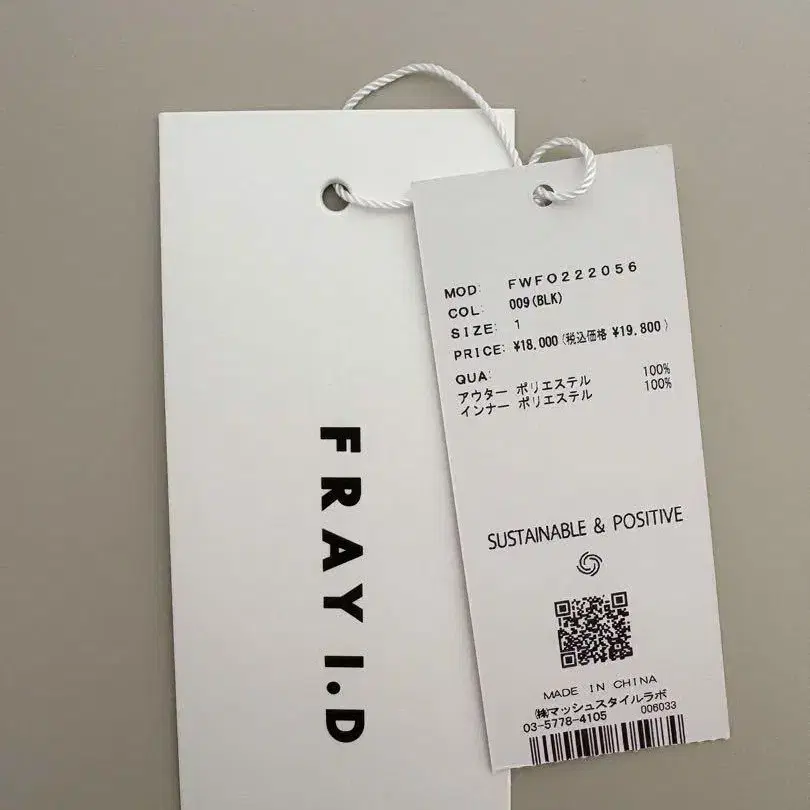 FRAY I.D
MOD: FWFO222056
COL: 009(BLK)
SIZE: 1
PRICE: ¥18,000(税込価格 ¥19,800)
QUA:
アウター ポリエステル 100%
インナー ポリエステル 100%
SUSTAINABLE & POSITIVE
MADE IN CHINA
㈱マッシュスタイルラボ
03-5778-4105 006033